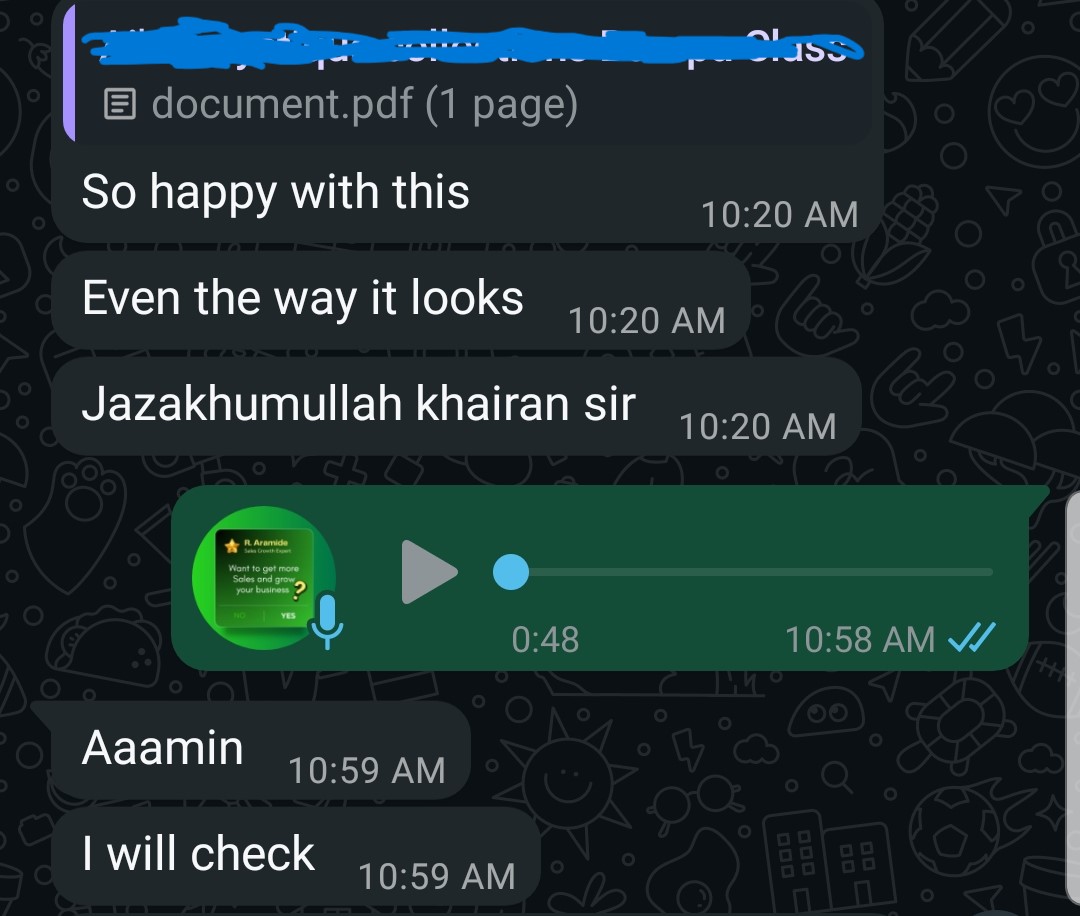 Class
document.pdf (1 page)
So happy with this
10:20 AM
Even the way it looks
10:20 AM
Jazakhumullah khairan sir
10:20 AM
R. Aramide
Sales Growth Expert
Want to get more
Sales and grow
your business ?
NO YES
0:48
10:58 AM
Aaamin
10:59 AM
I will check
10:59 AM